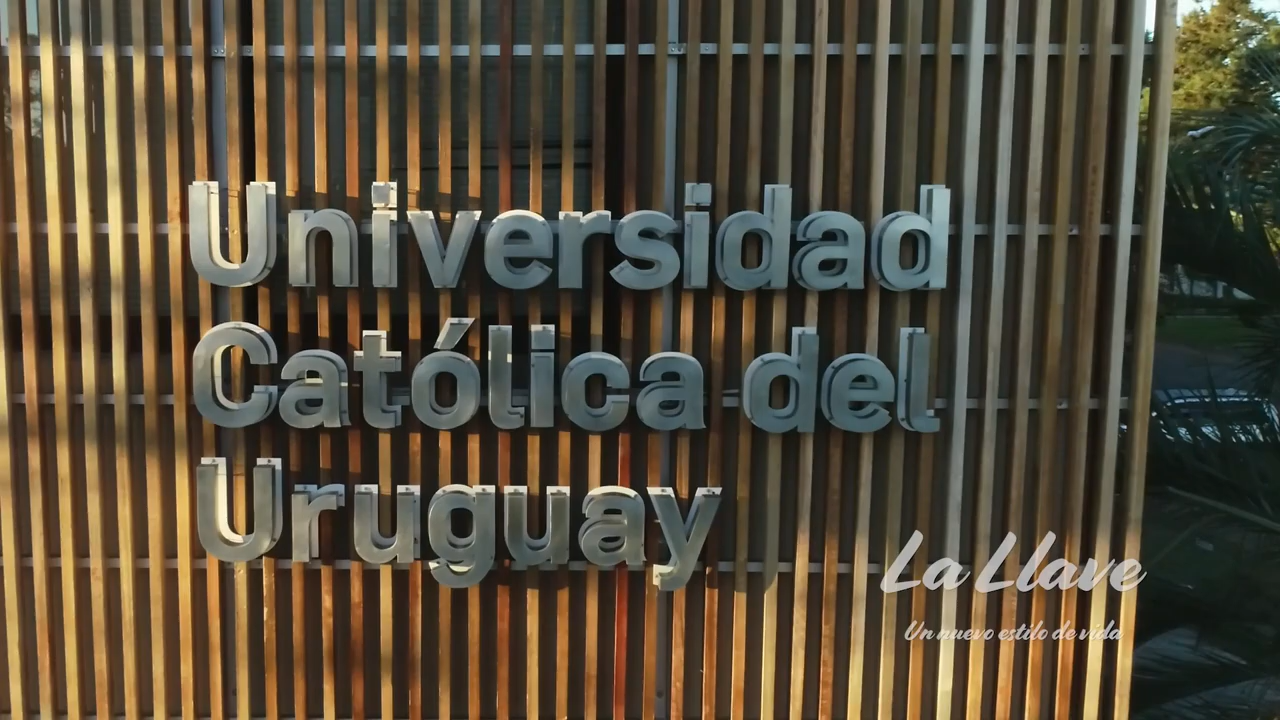 Universidad
Católica del
Uruguay
La Llave
Un nuevo estilo de vida